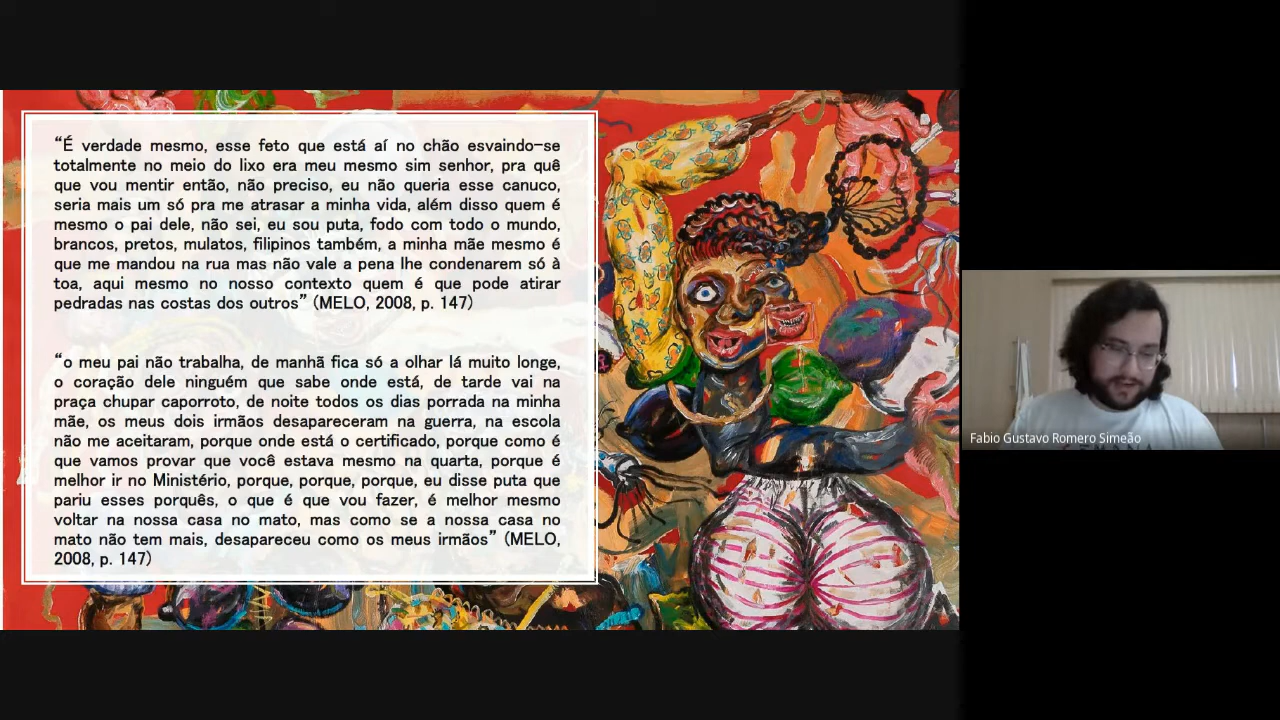 “É verdade mesmo, esse feto que está aí no chão esvaindo-se
totalmente no meio do lixo era meu mesmo sim senhor, pra quê
que vou mentir então, não preciso, eu não queria esse canuco,
seria mais um só pra me atrasar a minha vida, além disso quem é
mesmo o pai dele, não sei, eu sou puta, fodo com todo o mundo,
brancos, pretos, mulatos, filipinos também, a minha mãe mesmo é
que me mandou na rua mas não vale a pena lhe condenarem só à
toa, aqui mesmo no nosso contexto quem é que pode atirar
pedradas nas costas dos outros” (MELO, 2008, p. 147)
“o meu pai não trabalha, de manhã fica só a olhar lá muito longe,
o coração dele ninguém que sabe onde está, de tarde vai na
praça chupar caporroto, de noite todos os dias porrada na minha
mãe, os meus dois irmãos desapareceram na guerra, na escola
não me aceitaram, porque onde está o certificado, porque como é
que vamos provar que você estava mesmo na quarta, porque é
melhor ir no Ministério, porque, porque, porque, eu disse puta que
pariu esses porquês, o que é que vou fazer, é melhor mesmo
voltar na nossa casa no mato, mas como se a nossa casa no
mato não tem mais, desapareceu como os meus irmãos” (MELO,
2008, p. 147)
Fabio Gustavo Romero Simeão